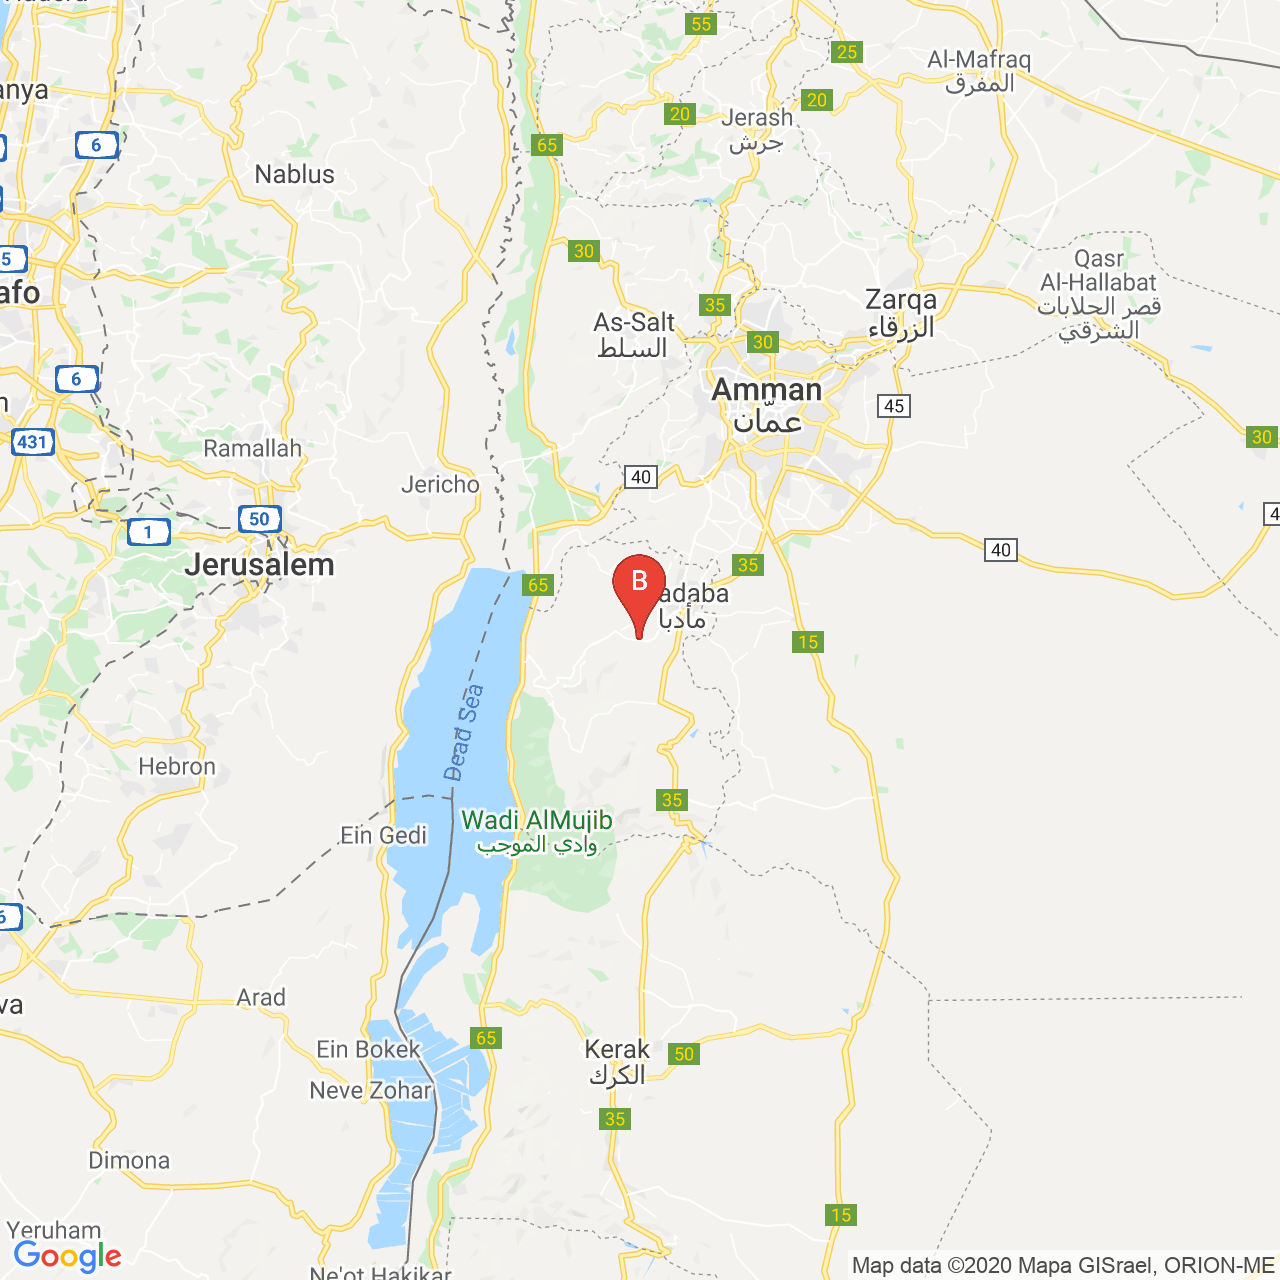 55
25
Al-Mafraq
المفرق
anya
20
20
Jerash
جرش
6
65
Nablus
5
30
Qasr
Al-Hallabat
قصر الحلابات
الشرقي
afo
35
Zarqa
الزرقاء
As-Salt
السلط
30
6
Amman
عمّان
45
431
30
Ramallah
40
Jericho
50
1
40
Jerusalem
35
65
B
adaba
مأدبا
15
Dead Sea
Hebron
35
Wadi AlMujib
وادي الموجب
Ein Gedi
6
Arad
va
65
Ein Bokek
Kerak
الكرك
50
Neve Zohar
35
Dimona
15
Yeruham
Google
Ne'ot Hakikar
Map data ©2020 Mapa GISrael, ORION-ME